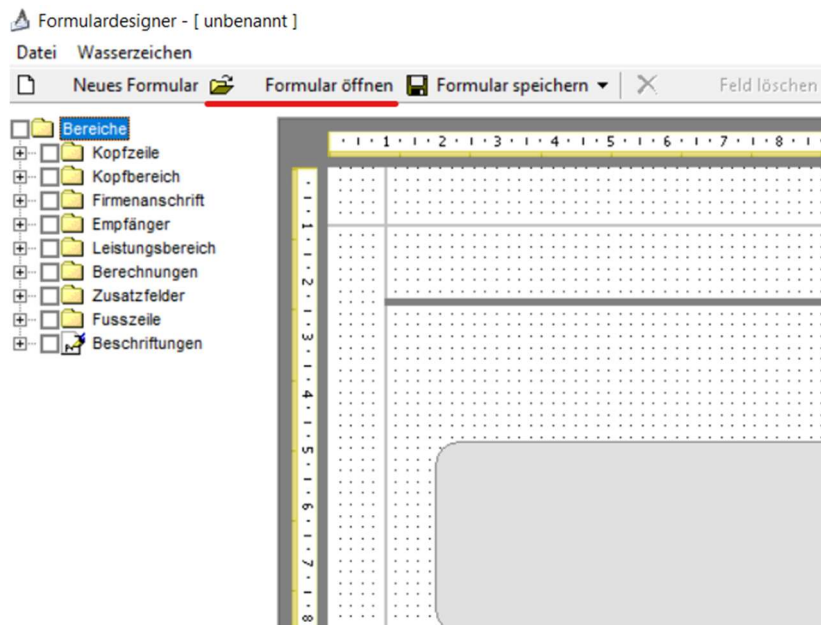 Formulardesigner - [ unbenannt ]
Datei Wasserzeichen
Neues Formular Formular öffnen Formular speichern Feld löschen
Bereiche
Kopfzeile
Kopfbereich
Firmenanschrift
Empfänger
Leistungsbereich
Berechnungen
Zusatzfelder
Fusszeile
Beschriftungen
1 2 3 4 5 6 7 8
1
2
3
4
5
6
7
8